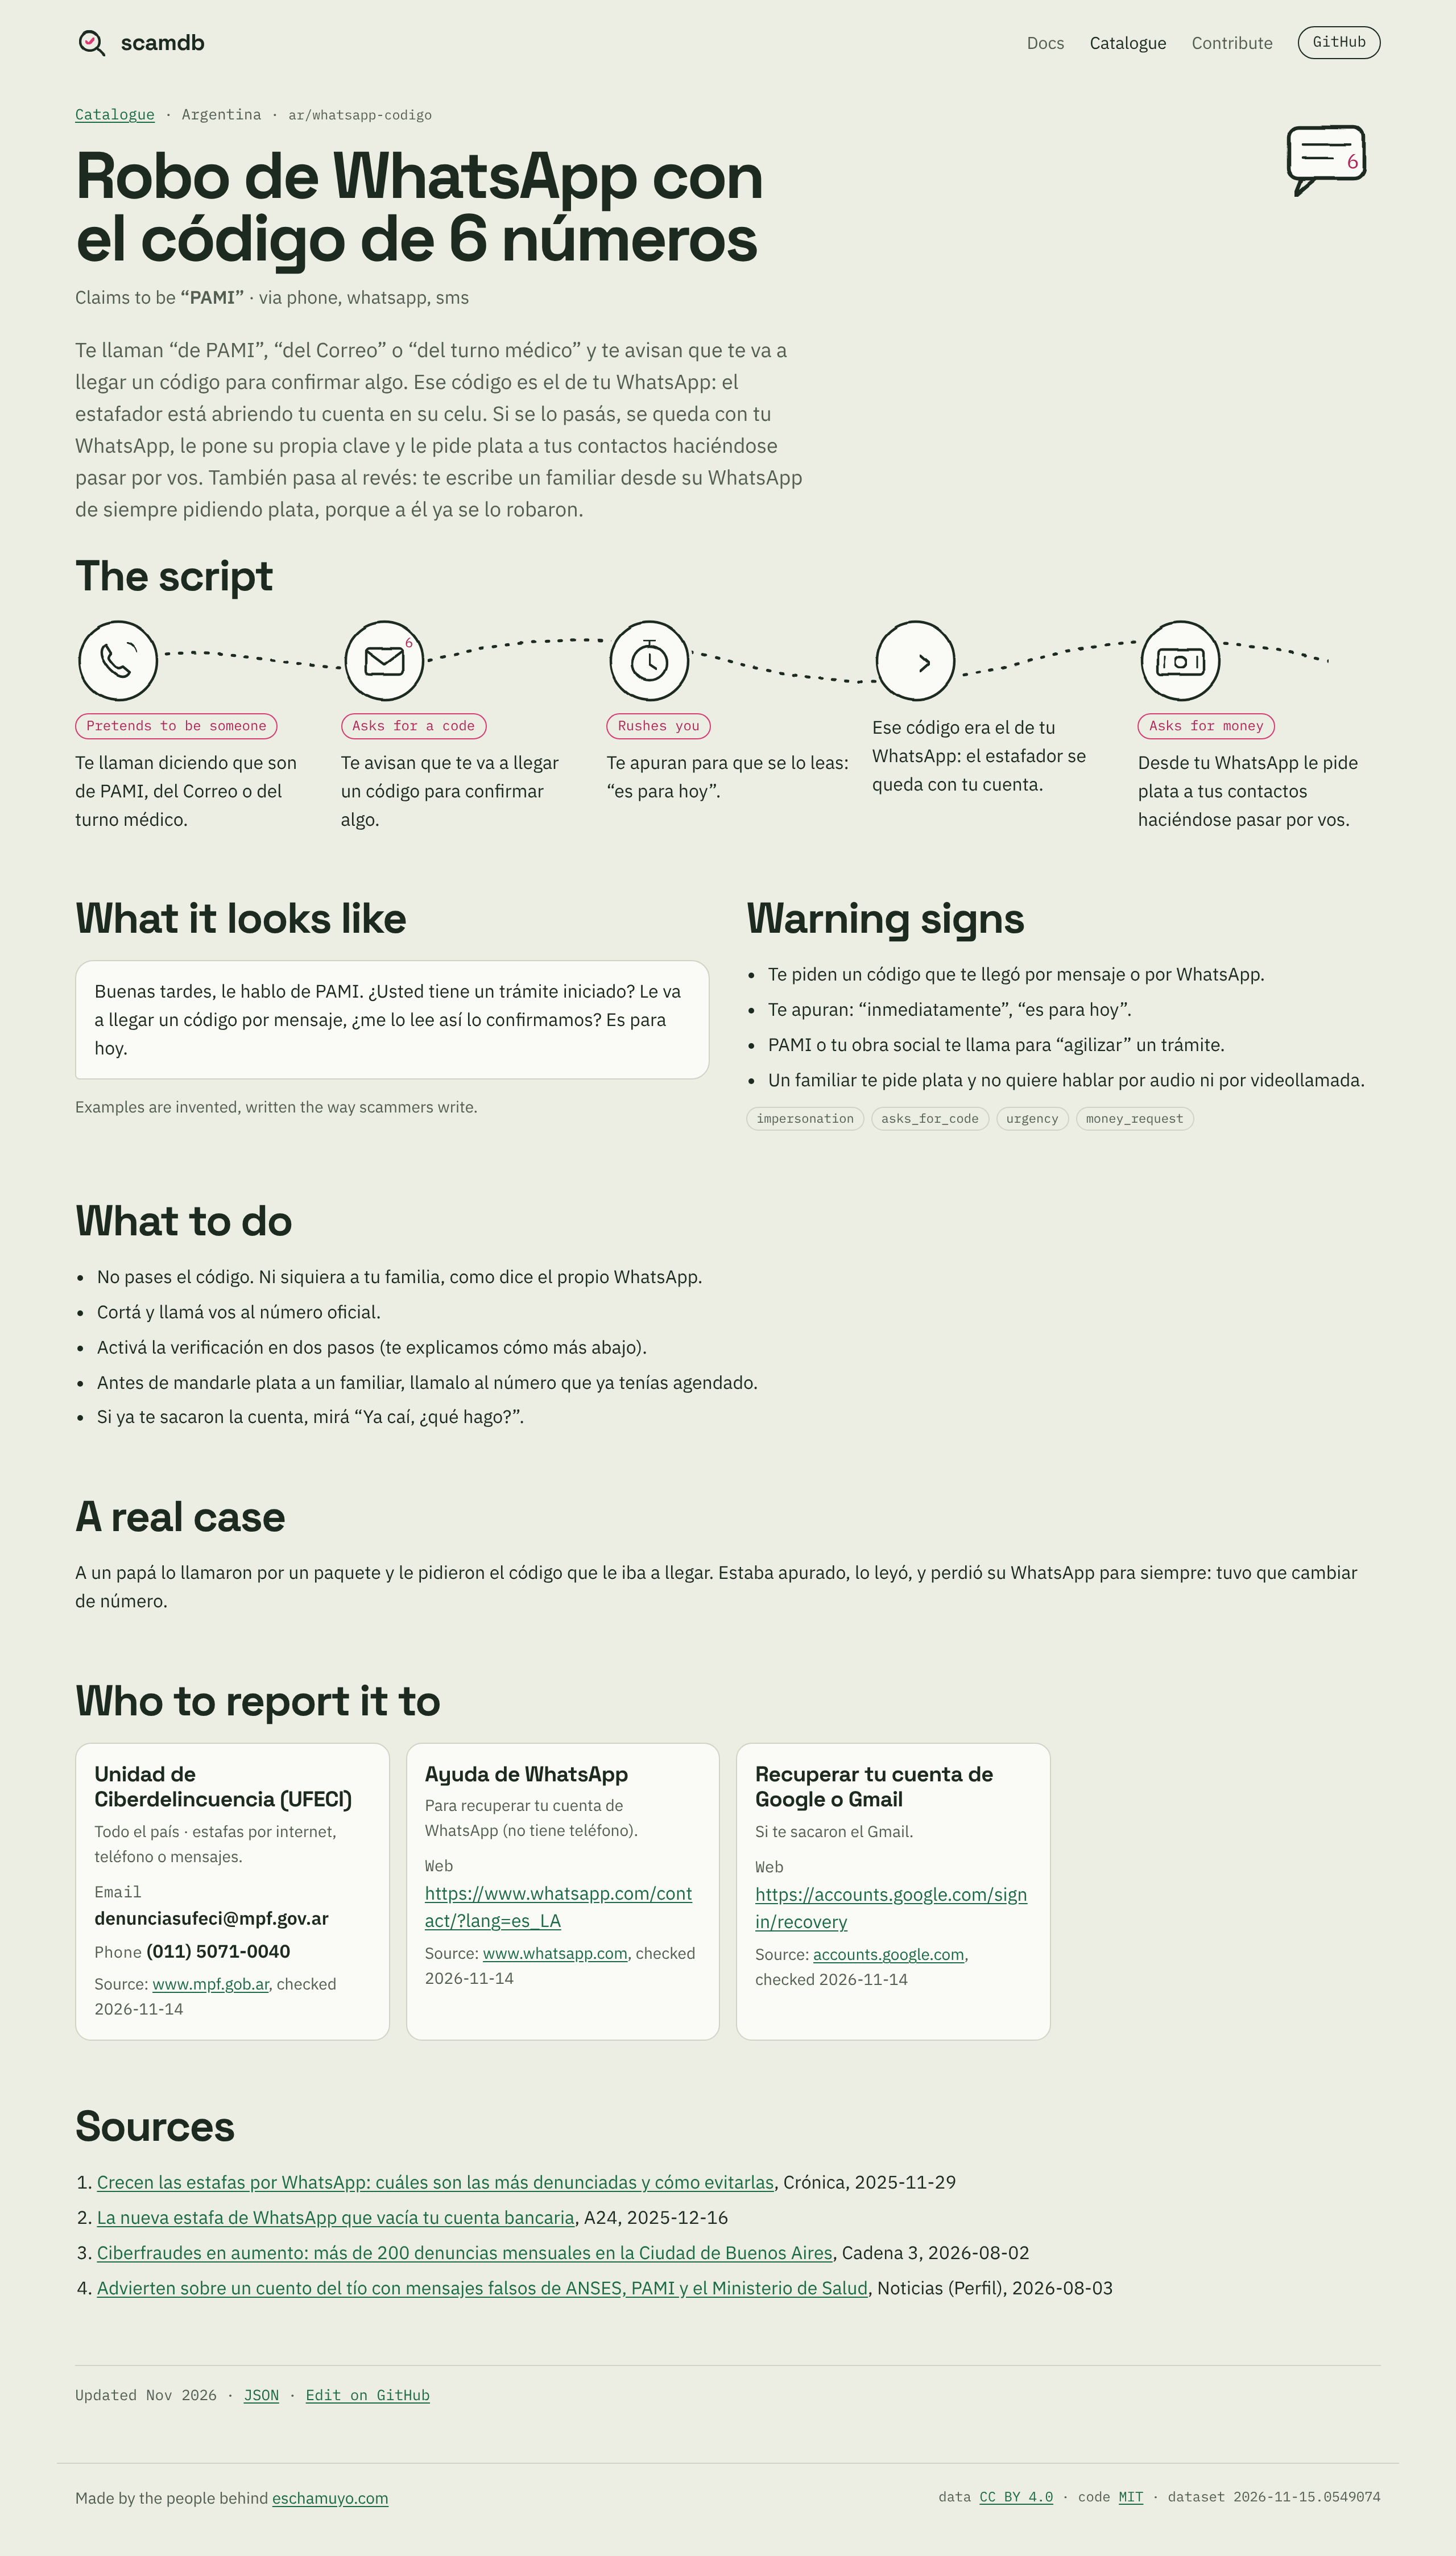 scamdb
Docs Catalogue Contribute GitHub
Catalogue · Argentina · ar/whatsapp-codigo
Robo de WhatsApp con
el código de 6 números
6
Claims to be “PAMI” · via phone, whatsapp, sms
Te llaman “de PAMI”, “del Correo” o “del turno médico” y te avisan que te va a
llegar un código para confirmar algo. Ese código es el de tu WhatsApp: el
estafador está abriendo tu cuenta en su celu. Si se lo pasás, se queda con tu
WhatsApp, le pone su propia clave y le pide plata a tus contactos haciéndose
pasar por vos. También pasa al revés: te escribe un familiar desde su WhatsApp
de siempre pidiendo plata, porque a él ya se lo robaron.
The script
6
Pretends to be someone
Te llaman diciendo que son
de PAMI, del Correo o del
turno médico.
Asks for a code
Te avisan que te va a llegar
un código para confirmar
algo.
Rushes you
Te apuran para que se lo leas:
“es para hoy”.
Ese código era el de tu
WhatsApp: el estafador se
queda con tu cuenta.
Asks for money
Desde tu WhatsApp le pide
plata a tus contactos
haciéndose pasar por vos.
What it looks like
Buenas tardes, le hablo de PAMI. ¿Usted tiene un trámite iniciado? Le va
a llegar un código por mensaje, ¿me lo lee así lo confirmamos? Es para
hoy.
Examples are invented, written the way scammers write.
Warning signs
• Te piden un código que te llegó por mensaje o por WhatsApp.
• Te apuran: “inmediatamente”, “es para hoy”.
• PAMI o tu obra social te llama para “agilizar” un trámite.
• Un familiar te pide plata y no quiere hablar por audio ni por videollamada.
impersonation asks_for_code urgency money_request
What to do
• No pases el código. Ni siquiera a tu familia, como dice el propio WhatsApp.
• Cortá y llamá vos al número oficial.
• Activá la verificación en dos pasos (te explicamos cómo más abajo).
• Antes de mandarle plata a un familiar, llamalo al número que ya tenías agendado.
• Si ya te sacaron la cuenta, mirá “Ya caí, ¿qué hago?”.
A real case
A un papá lo llamaron por un paquete y le pidieron el código que le iba a llegar. Estaba apurado, lo leyó, y perdió su WhatsApp para siempre: tuvo que cambiar
de número.
Who to report it to
Unidad de
Ciberdelincuencia (UFECI)
Todo el país · estafas por internet,
teléfono o mensajes.
Email
denunciasufeci@mpf.gov.ar
Phone (011) 5071-0040
Source: www.mpf.gob.ar, checked
2026-11-14
Ayuda de WhatsApp
Para recuperar tu cuenta de
WhatsApp (no tiene teléfono).
Web
https://www.whatsapp.com/cont
act/?lang=es_LA
Source: www.whatsapp.com, checked
2026-11-14
Recuperar tu cuenta de
Google o Gmail
Si te sacaron el Gmail.
Web
https://accounts.google.com/sign
in/recovery
Source: accounts.google.com,
checked 2026-11-14
Sources
1. Crecen las estafas por WhatsApp: cuáles son las más denunciadas y cómo evitarlas, Crónica, 2025-11-29
2. La nueva estafa de WhatsApp que vacía tu cuenta bancaria, A24, 2025-12-16
3. Ciberfraudes en aumento: más de 200 denuncias mensuales en la Ciudad de Buenos Aires, Cadena 3, 2026-08-02
4. Advierten sobre un cuento del tío con mensajes falsos de ANSES, PAMI y el Ministerio de Salud, Noticias (Perfil), 2026-08-03
Updated Nov 2026 · JSON · Edit on GitHub
Made by the people behind eschamuyo.com
data CC BY 4.0 · code MIT · dataset 2026-11-15.0549074